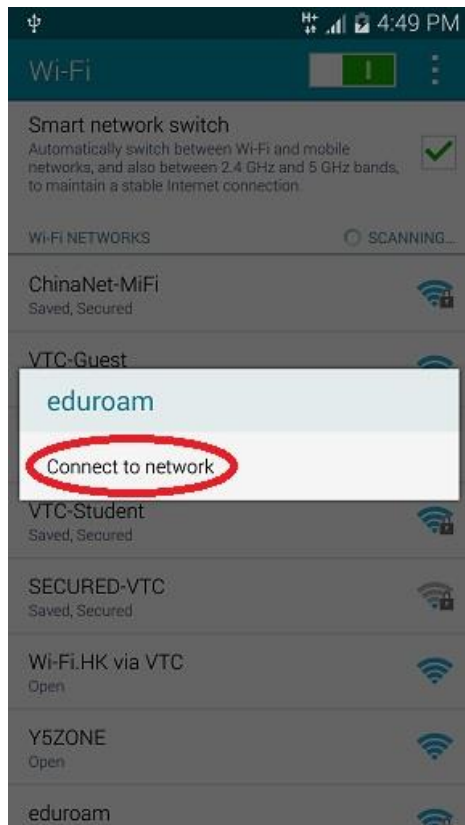 H+ 4:49 PM
Wi-Fi
Smart network switch
Automatically switch between Wi-Fi and mobile
networks, and also between 2.4 GHz and 5 GHz bands,
to maintain a stable Internet connection.
WI-FI NETWORKS SCANNING...
ChinaNet-MiFi
Saved, Secured
VTC-Guest
eduroam
Connect to network
VTC-Student
Saved, Secured
SECURED-VTC
Saved, Secured
Wi-Fi.HK via VTC
Open
Y5ZONE
Open
eduroam